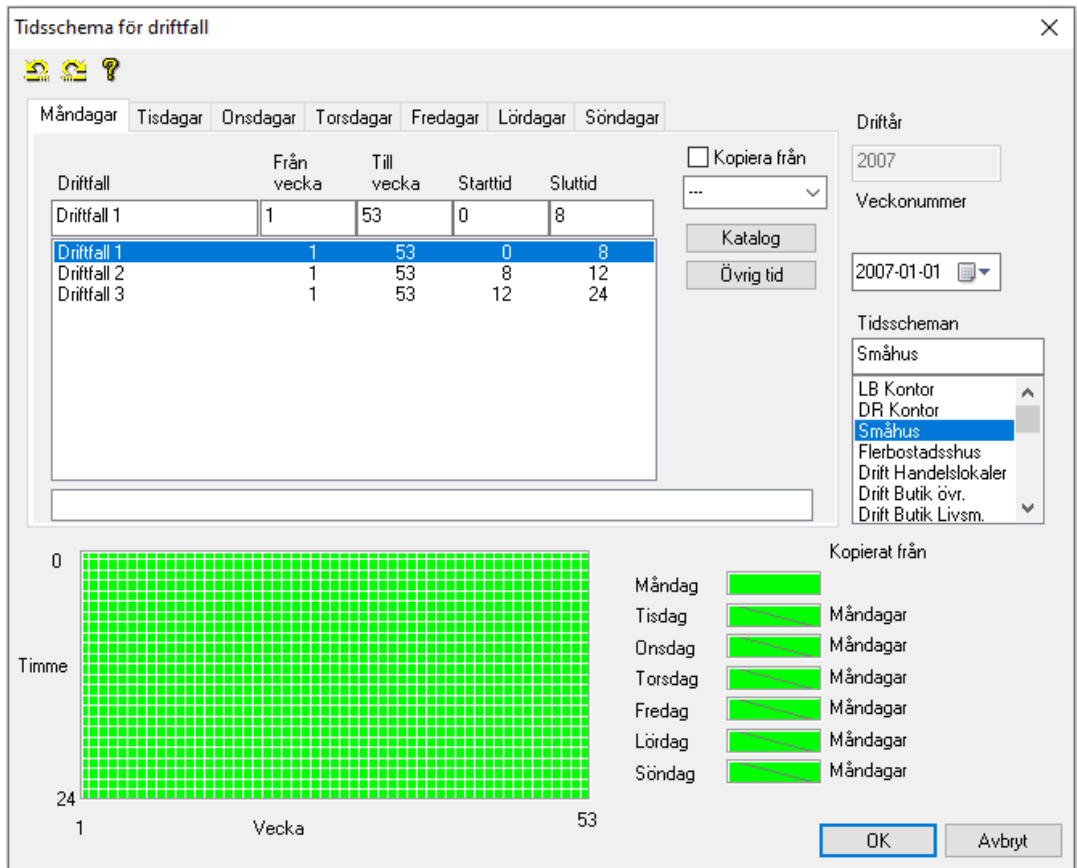 Tidsschema för driftfall
Måndagar Tisdagar Onsdagar Torsdagar Fredagar Lördagar Söndagar
Driftfall Från vecka Till vecka Starttid Sluttid
Driftfall 1 1 53 0 8
Driftfall 1 1 53 0 8
Driftfall 2 1 53 8 12
Driftfall 3 1 53 12 24
Kopiera från
---
Katalog
Övrig tid
Driftår
2007
Veckonummer
2007-01-01
Tidsscheman
Småhus
LB Kontor
DR Kontor
Småhus
Flerbostadsshus
Drift Handelslokaler
Drift Butik övr.
Drift Butik Livsm.
0
Timme
24
1 Vecka 53
Kopierat från
Måndag
Tisdag Måndagar
Onsdag Måndagar
Torsdag Måndagar
Fredag Måndagar
Lördag Måndagar
Söndag Måndagar
OK Avbryt